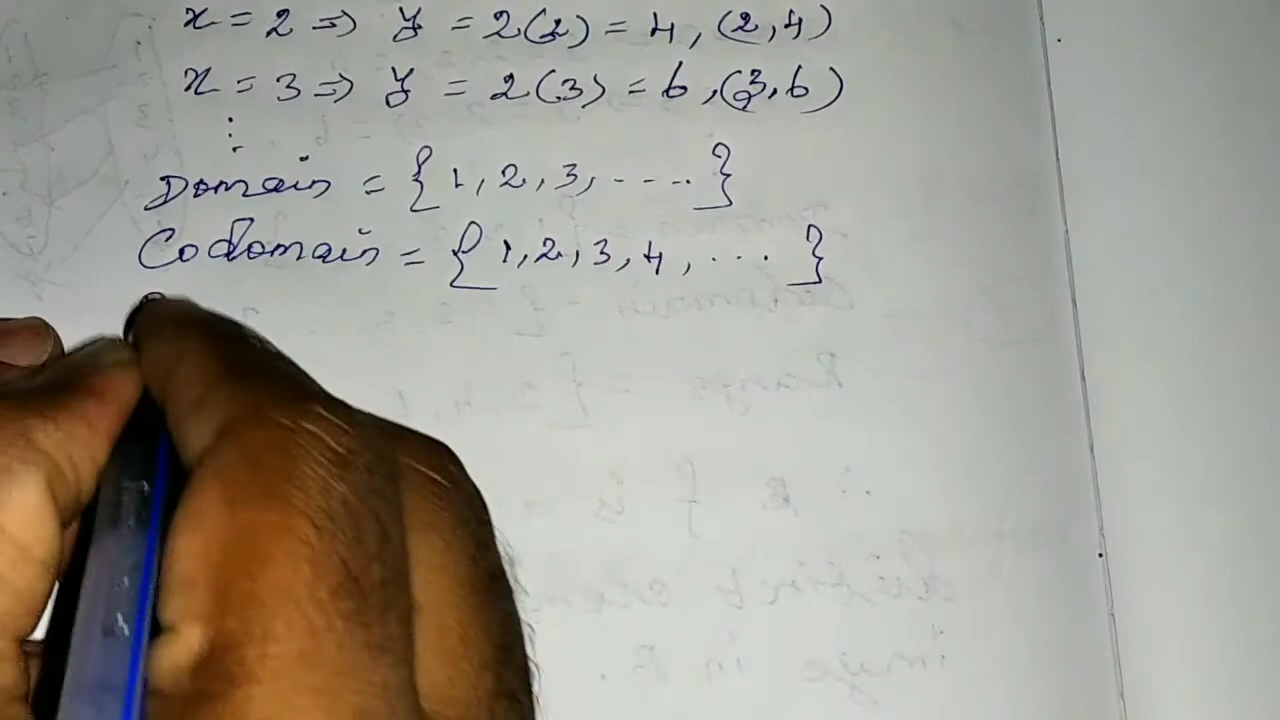 x = 2 ⇒ y = 2(2) = 4, (2,4)
x = 3 ⇒ y = 2(3) = 6, (3,6)
⋮
Domain = {1, 2, 3, ....}
Codomain = {1, 2, 3, 4, ... }